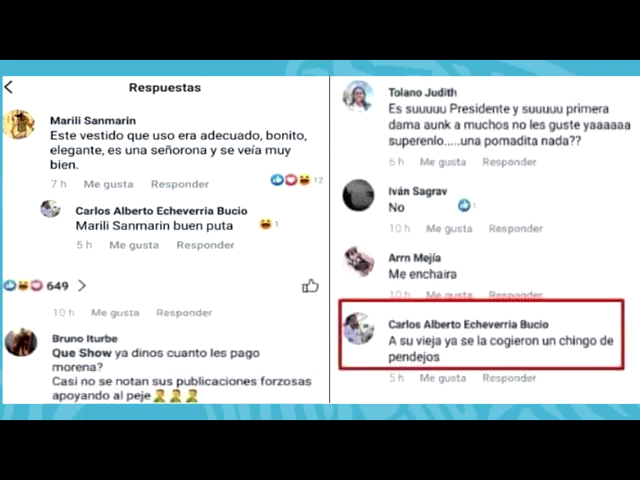 Respuestas
Marili Sanmarin
Este vestido que uso era adecuado, bonito,
elegante, es una señorona y se veía muy
bien.
7 h Me gusta Responder 12
Carlos Alberto Echeverria Bucio
Marili Sanmarin buen puta 1
5 h Me gusta Responder
649
10 h Me gusta Responder
Bruno Iturbe
Que Show ya dinos cuanto les pago
morena?
Casi no se notan sus publicaciones forzosas
apoyando al peje
Tolano Judith
Es suuuuu Presidente y suuuuu primera
dama aunk a muchos no les guste yaaaaaa
superenlo.....una pomadita nada??
6 h Me gusta Responder
Iván Sagrav
No 1
10 h Me gusta Responder
Arrn Mejía
Me enchaira
10 h Me gusta Responder
Carlos Alberto Echeverria Bucio
A su vieja ya se la cogieron un chingo de
pendejos
5 h Me gusta Responder